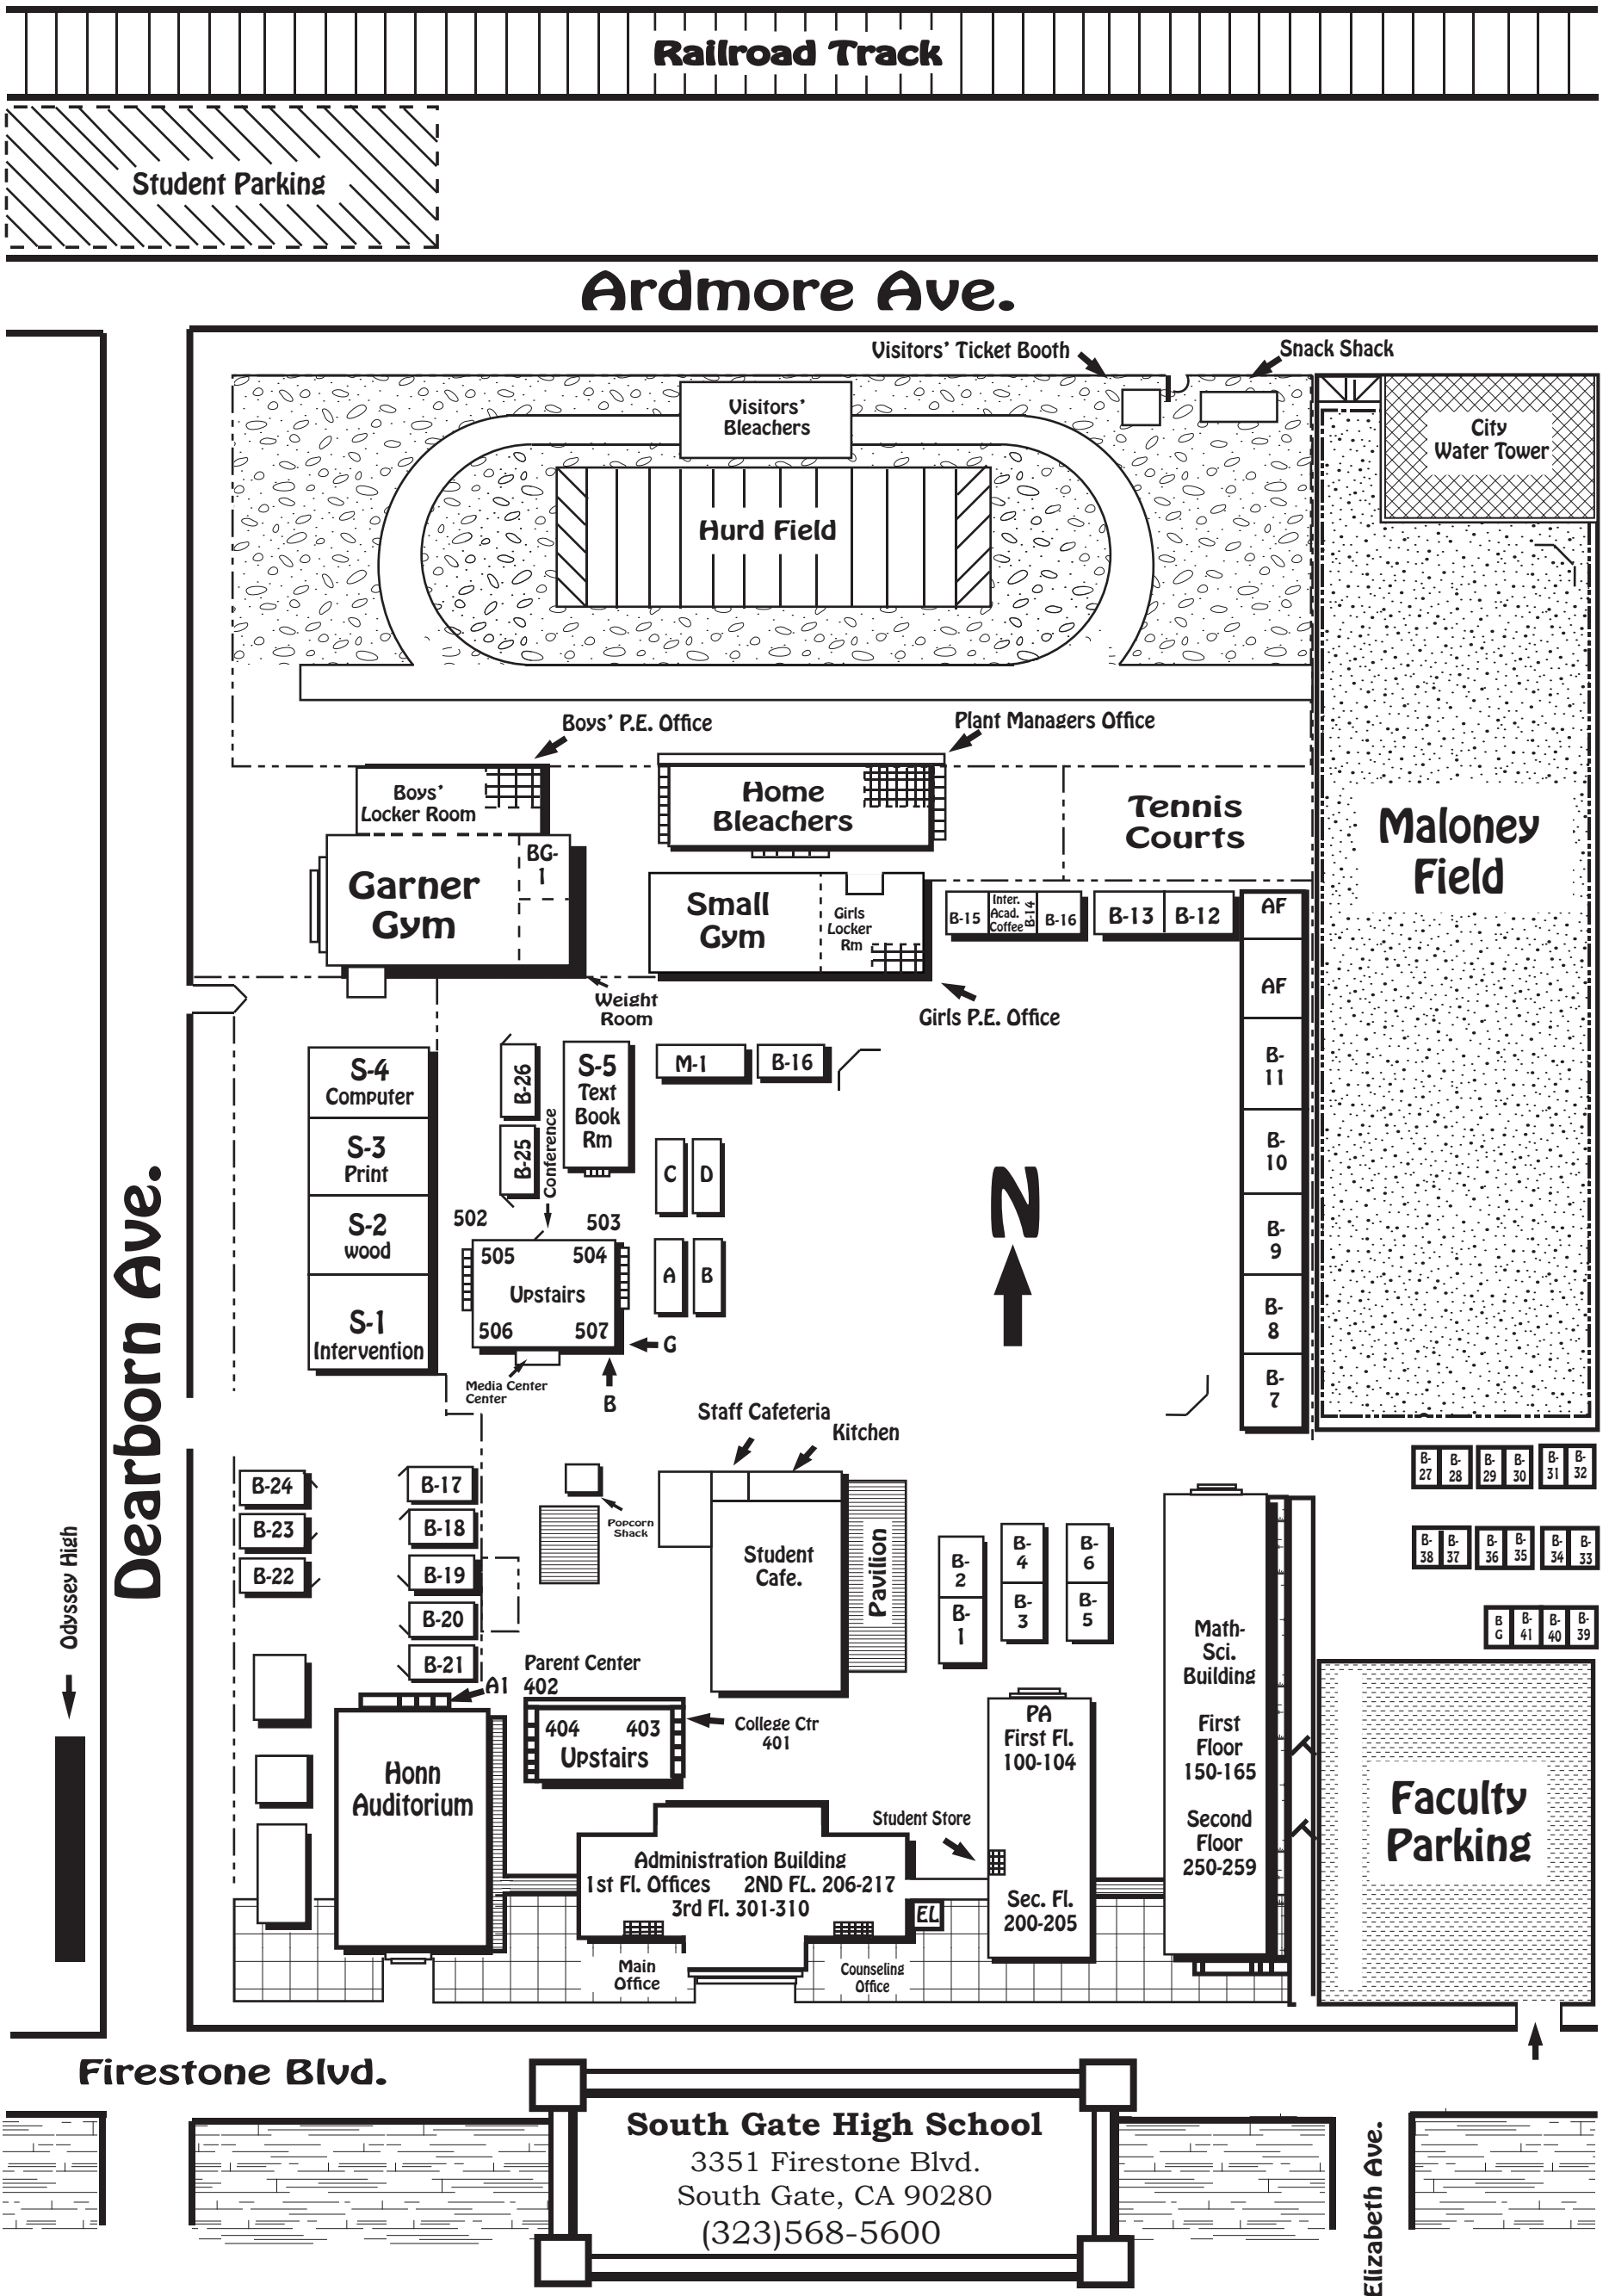 Railroad Track
Student Parking
Ardmore Ave.
Visitors' Ticket Booth
Snack Shack
Visitors'
Bleachers
City
Water Tower
Hurd Field
Boys' P.E. Office
Plant Managers Office
Boys'
Locker Room
Home
Bleachers
Tennis
Courts
Maloney
Field
BG-
1
Garner
Gym
Small
Gym
Girls
Locker
Rm
B-15
Inter.
Acad.
Coffee
B-14
B-16
B-13
B-12
AF
AF
Weight
Room
Girls P.E. Office
S-4
Computer
S-3
Print
S-2
wood
S-1
Intervention
B-26
B-25
Conference
S-5
Text
Book
Rm
M-1
B-16
C
D
A
B
N
B-
11
B-
10
B-
9
B-
8
B-
7
502
503
505
504
Upstairs
506
507
G
B
Media Center
Center
Dearborn Ave.
Odyssey High
Staff Cafeteria
Kitchen
B-24
B-23
B-22
B-17
B-18
B-19
B-20
B-21
A1
Popcorn
Shack
Student
Cafe.
Pavilion
B-
2
B-
1
B-
4
B-
3
B-
6
B-
5
B-
27
B-
28
B-
29
B-
30
B-
31
B-
32
B-
38
B-
37
B-
36
B-
35
B-
34
B-
33
B
G
B-
41
B-
40
B-
39
Math-
Sci.
Building
First
Floor
150-165
Second
Floor
250-259
Parent Center
402
404
403
Upstairs
College Ctr
401
PA
First Fl.
100-104
Sec. Fl.
200-205
Honn
Auditorium
Student Store
Faculty
Parking
Administration Building
1st Fl. Offices
2ND FL. 206-217
3rd Fl. 301-310
EL
Main
Office
Counseling
Office
Firestone Blvd.
South Gate High School
3351 Firestone Blvd.
South Gate, CA 90280
(323)568-5600
Elizabeth Ave.